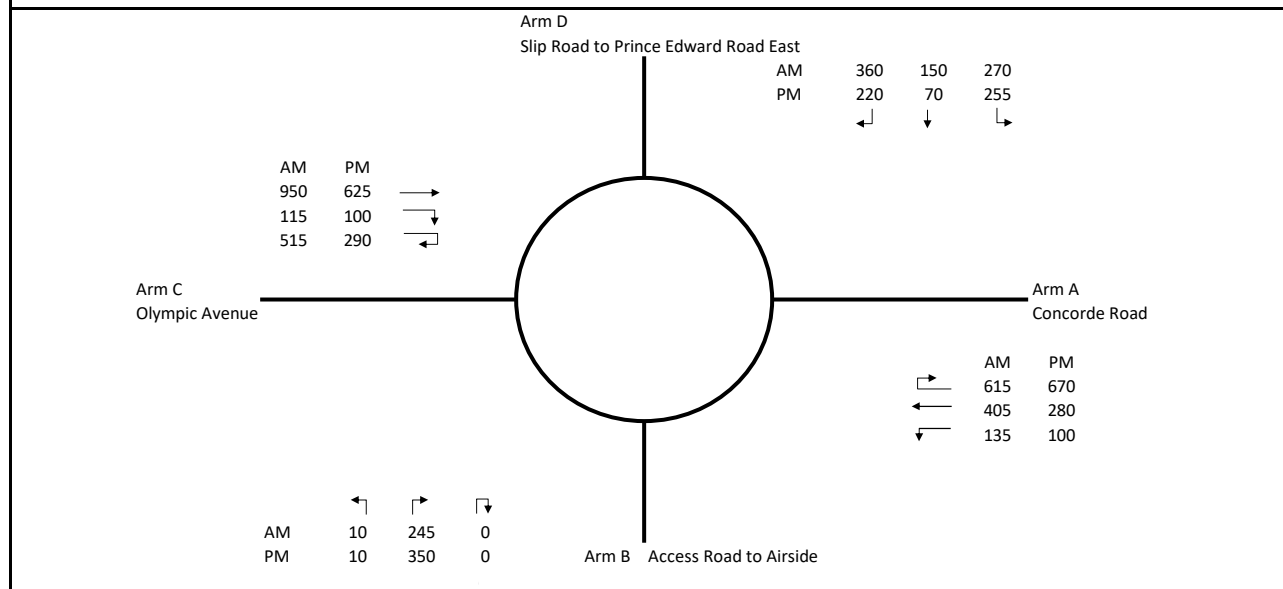 Arm D
Slip Road to Prince Edward Road East
AM 360 150 270
PM 220 70 255
AM PM
950 625
115 100
515 290
Arm C
Olympic Avenue
Arm A
Concorde Road
AM PM
615 670
405 280
135 100
AM 10 245 0
PM 10 350 0
Arm B Access Road to Airside